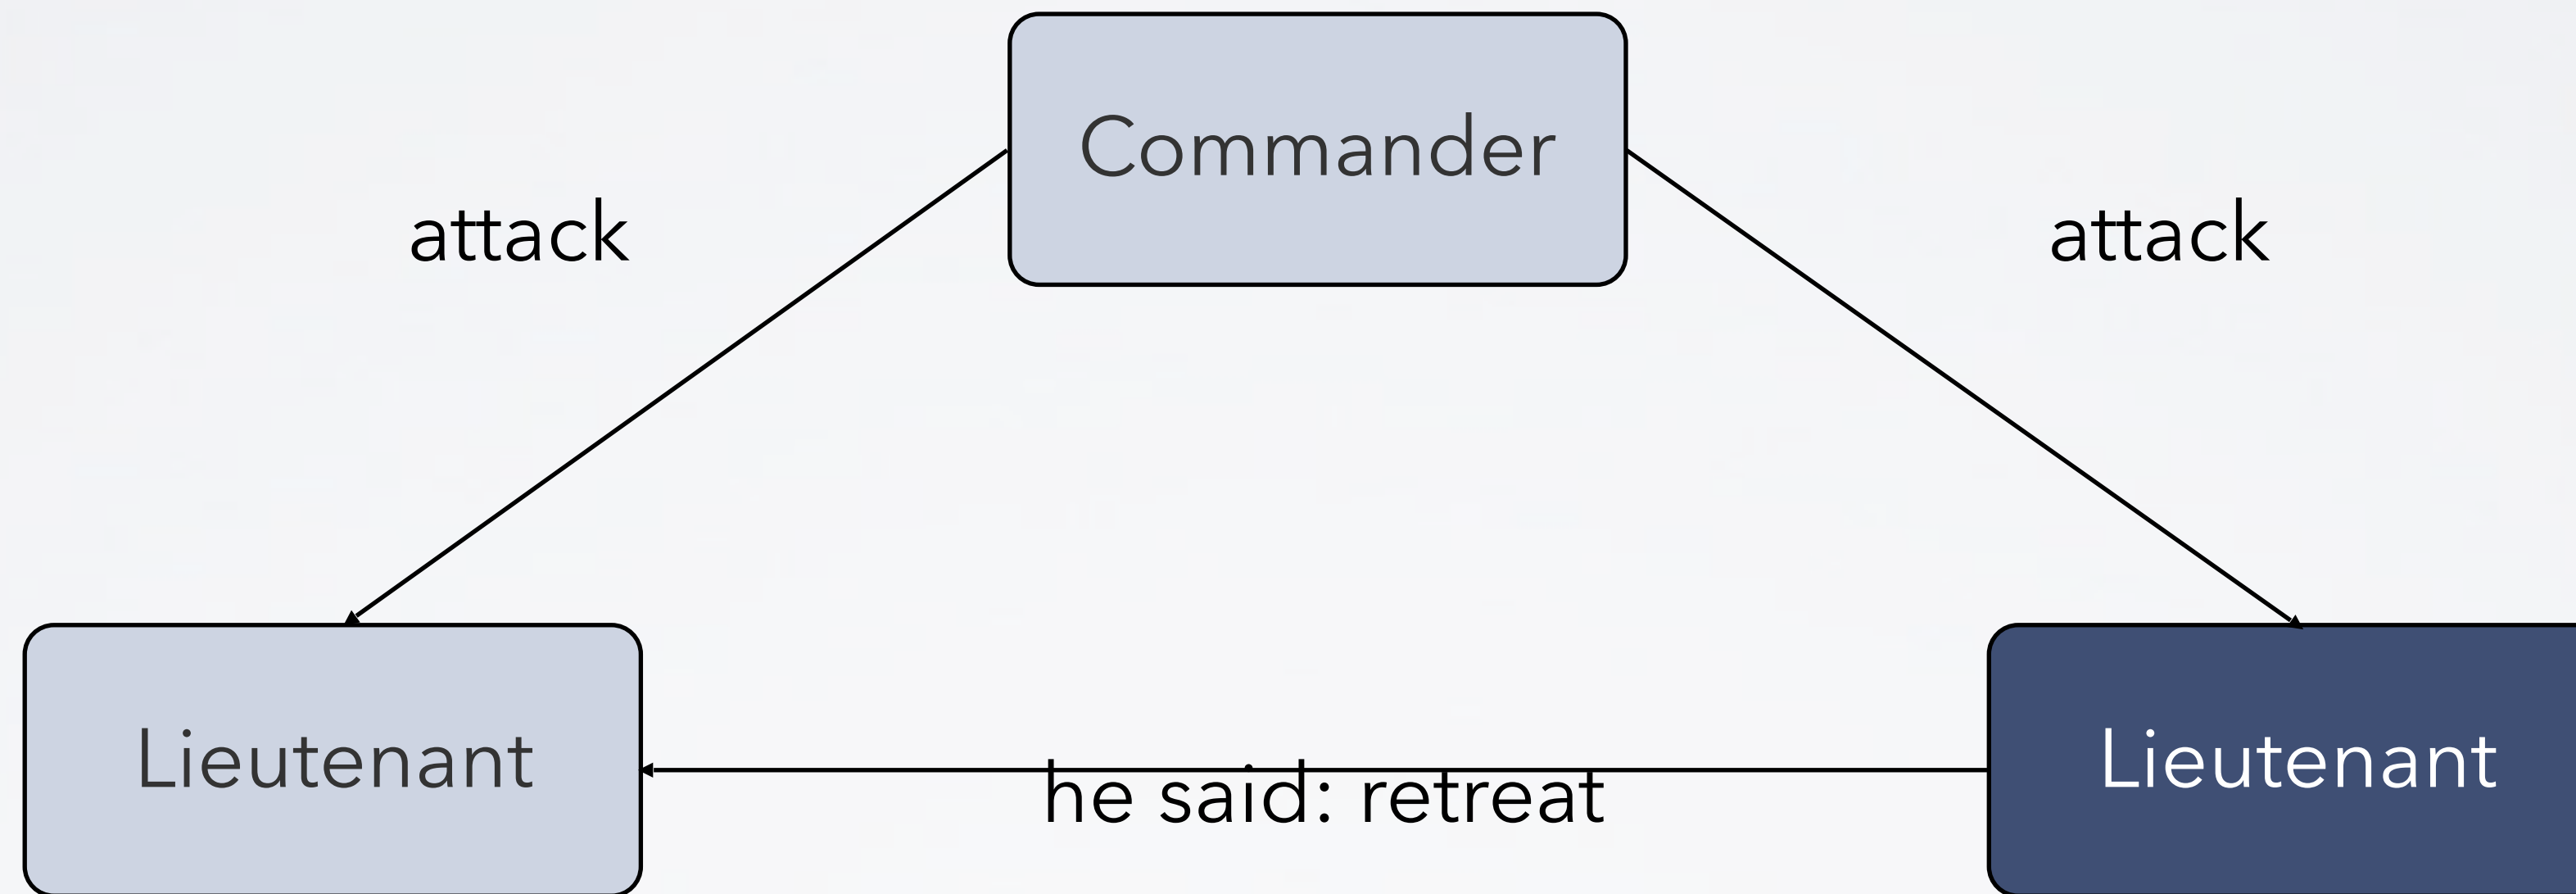 Commander
attack
attack
Lieutenant
he said: retreat
Lieutenant